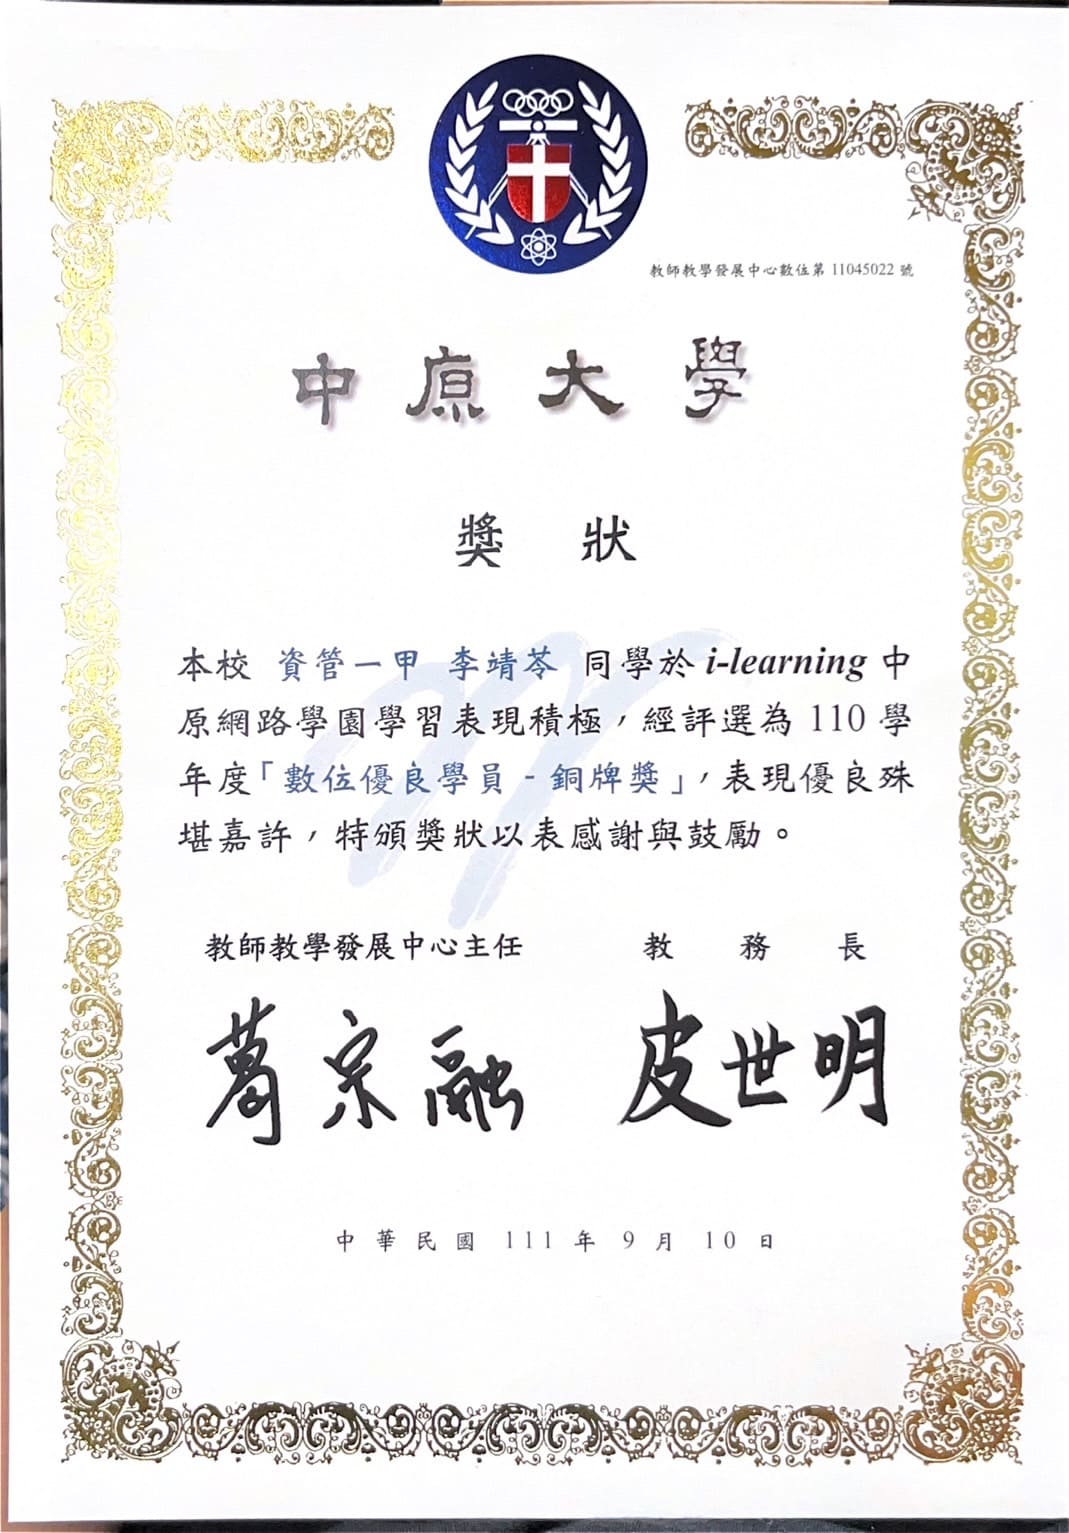 教師教學發展中心數位第 11045022 號
中原大學
獎狀
本校 資管一甲 李靖苓 同學於 i-learning 中
原網路學園學習表現積極，經評選為 110 學
年度「數位優良學員 - 銅牌獎」，表現優良殊
堪嘉許，特頒獎狀以表感謝與鼓勵。
教師教學發展中心主任 教務長
葛宗融 皮世明
中華民國 111 年 9 月 10 日